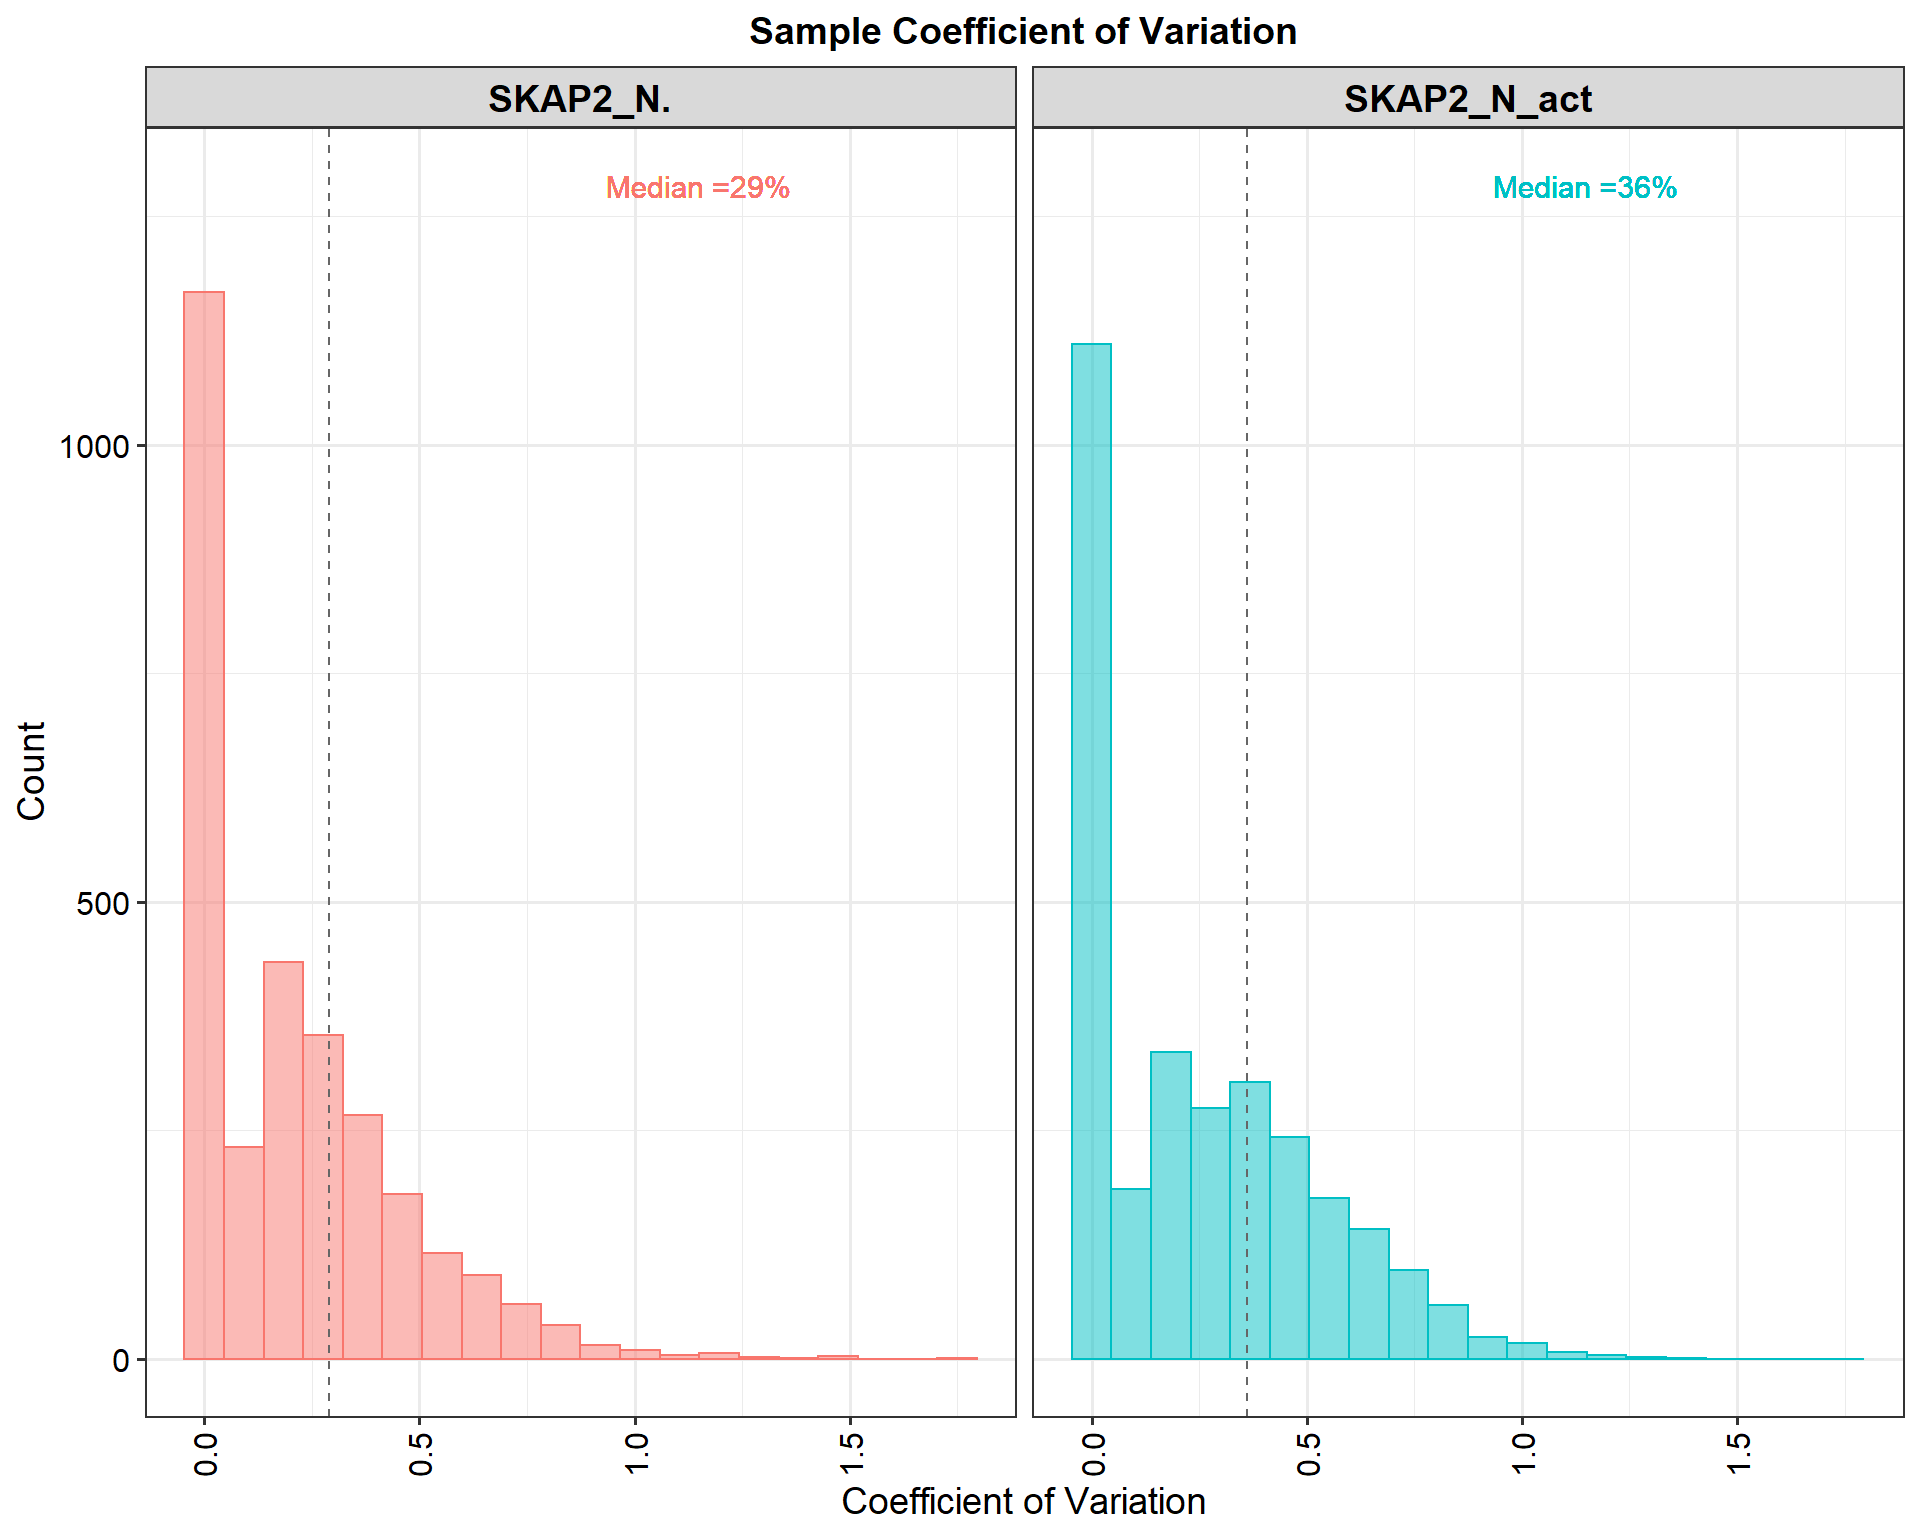 Sample Coefficient of Variation
SKAP2_N.
SKAP2_N_act
Median =29%
Median =36%
1000
500
0
Count
0.0
0.5
1.0
1.5
0.0
0.5
1.0
1.5
Coefficient of Variation